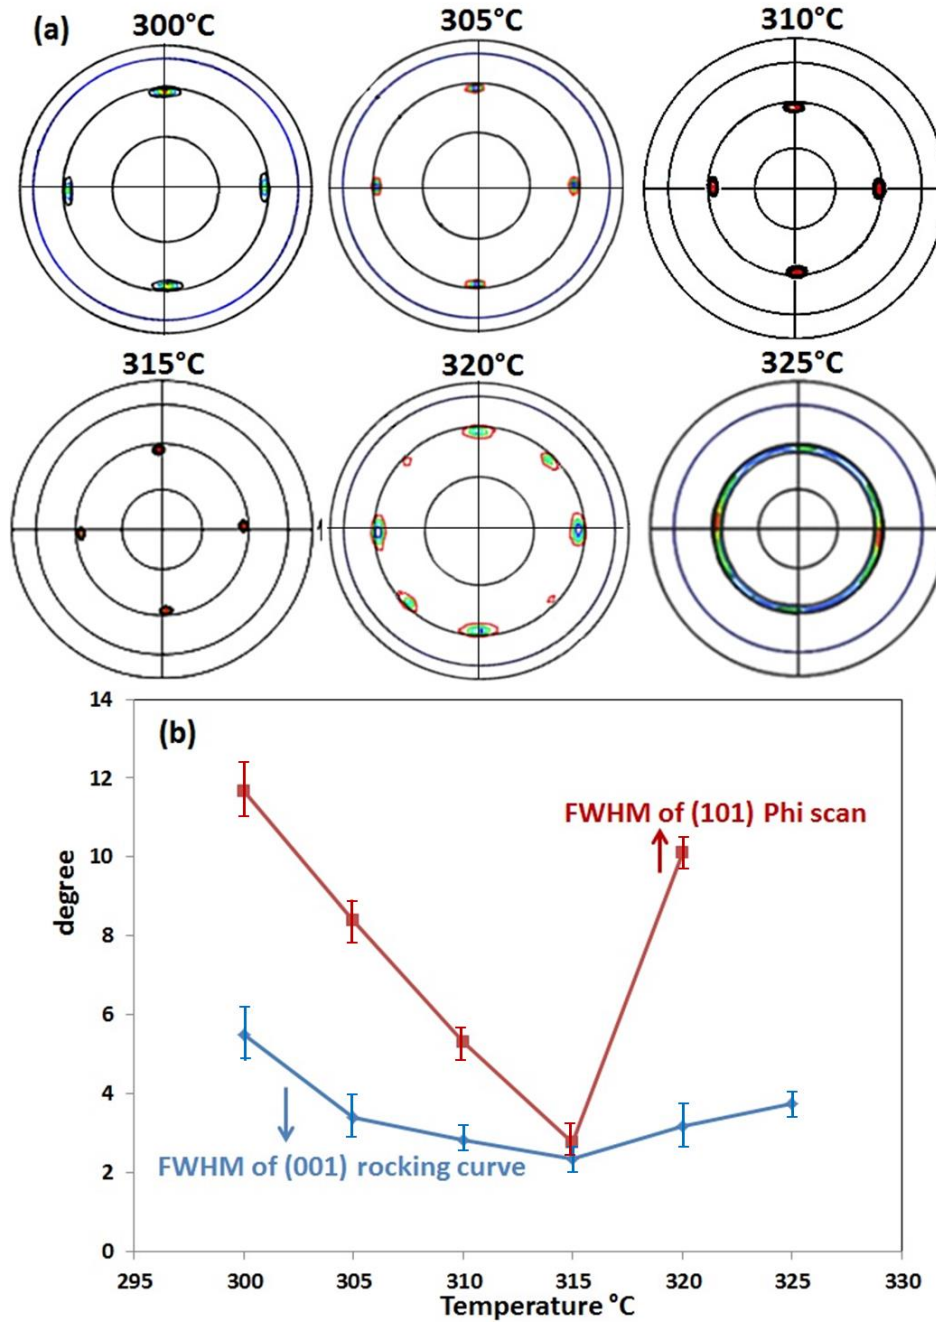 (a)
300°C
305°C
310°C
315°C
320°C
325°C
(b)
14
12
10
8
6
4
2
0
degree
FWHM of (101) Phi scan
FWHM of (001) rocking curve
295
300
305
310
315
320
325
330
Temperature °C